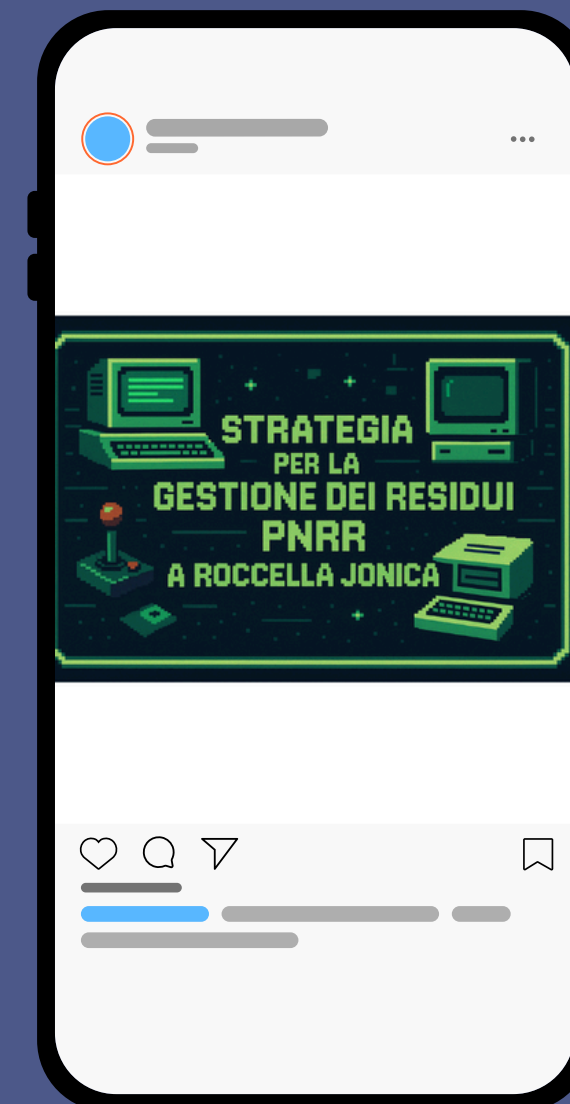 STRATEGIA
PER LA
GESTIONE DEI RESIDUI
PNRR
A ROCCELLA JONICA